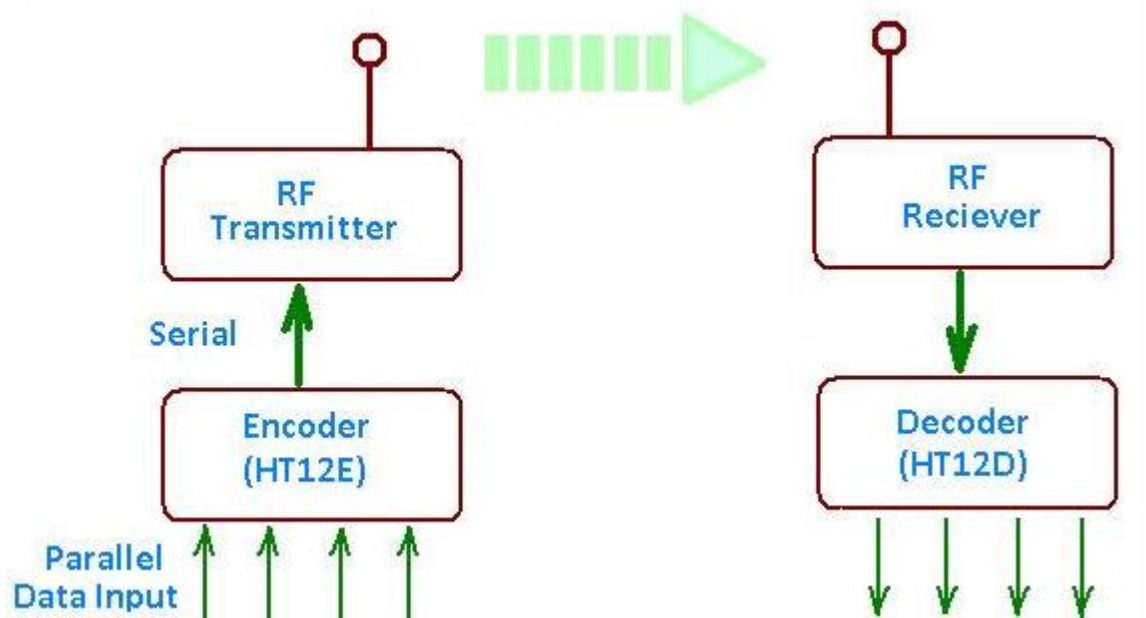 RF
Transmitter
Serial
Encoder
(HT12E)
Parallel
Data Input
RF
Reciever
Decoder
(HT12D)